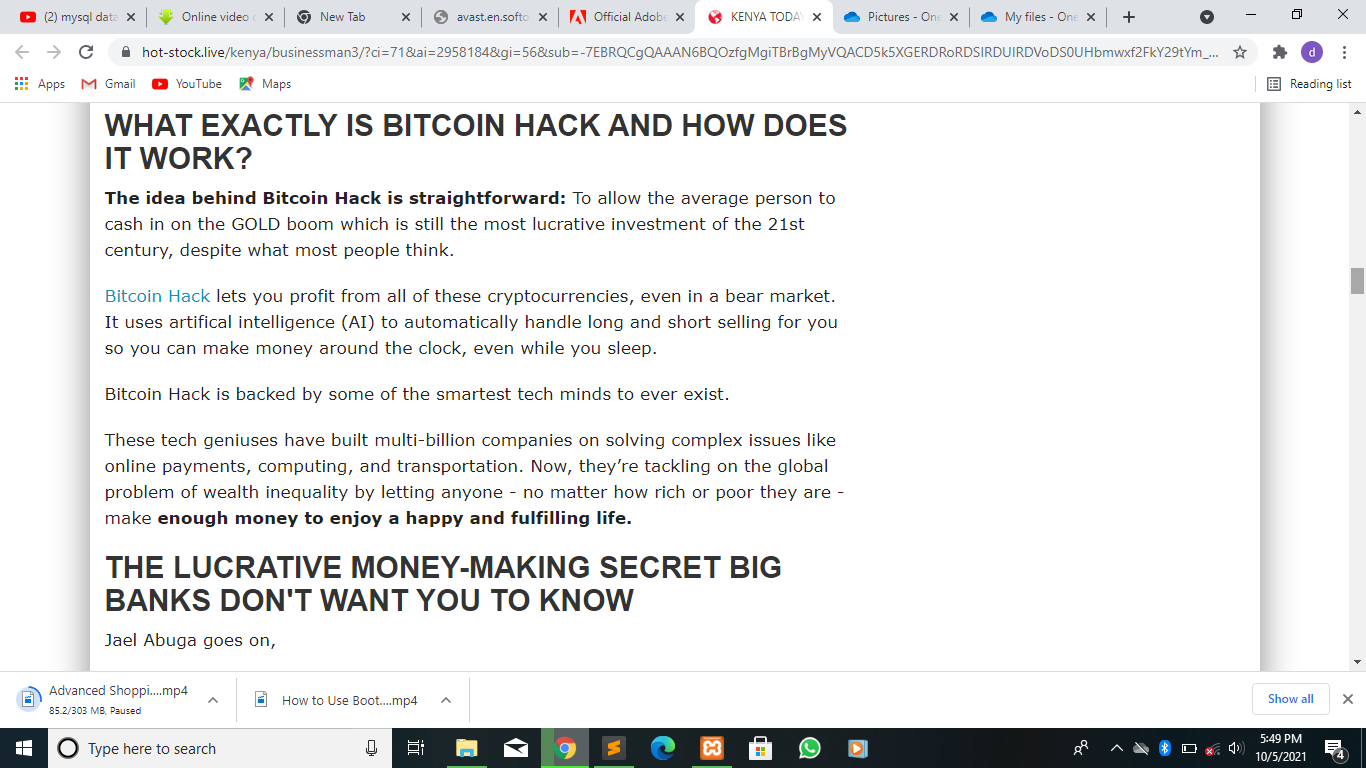 (2) mysql data
Online video c
New Tab
avast.en.softo
Official Adobe
KENYA TODAY
Pictures - One
My files - One
hot-stock.live/kenya/businessman3/?ci=71&ai=2958184&gi=56&sub=-7EBRQCgQAAAN6BQOzfgMgiTBrBgMyVQACD5k5XGERDRoRDSIRDUIRDVoDS0UHbmwxf2FkY29tYm_...
d
Apps
Gmail
YouTube
Maps
Reading list
WHAT EXACTLY IS BITCOIN HACK AND HOW DOES
IT WORK?
The idea behind Bitcoin Hack is straightforward: To allow the average person to
cash in on the GOLD boom which is still the most lucrative investment of the 21st
century, despite what most people think.
Bitcoin Hack lets you profit from all of these cryptocurrencies, even in a bear market.
It uses artifical intelligence (AI) to automatically handle long and short selling for you
so you can make money around the clock, even while you sleep.
Bitcoin Hack is backed by some of the smartest tech minds to ever exist.
These tech geniuses have built multi-billion companies on solving complex issues like
online payments, computing, and transportation. Now, they’re tackling on the global
problem of wealth inequality by letting anyone - no matter how rich or poor they are -
make enough money to enjoy a happy and fulfilling life.
THE LUCRATIVE MONEY-MAKING SECRET BIG
BANKS DON'T WANT YOU TO KNOW
Jael Abuga goes on,
Advanced Shoppi....mp4
85.2/303 MB, Paused
How to Use Boot....mp4
Show all
Type here to search
5:49 PM
10/5/2021
4